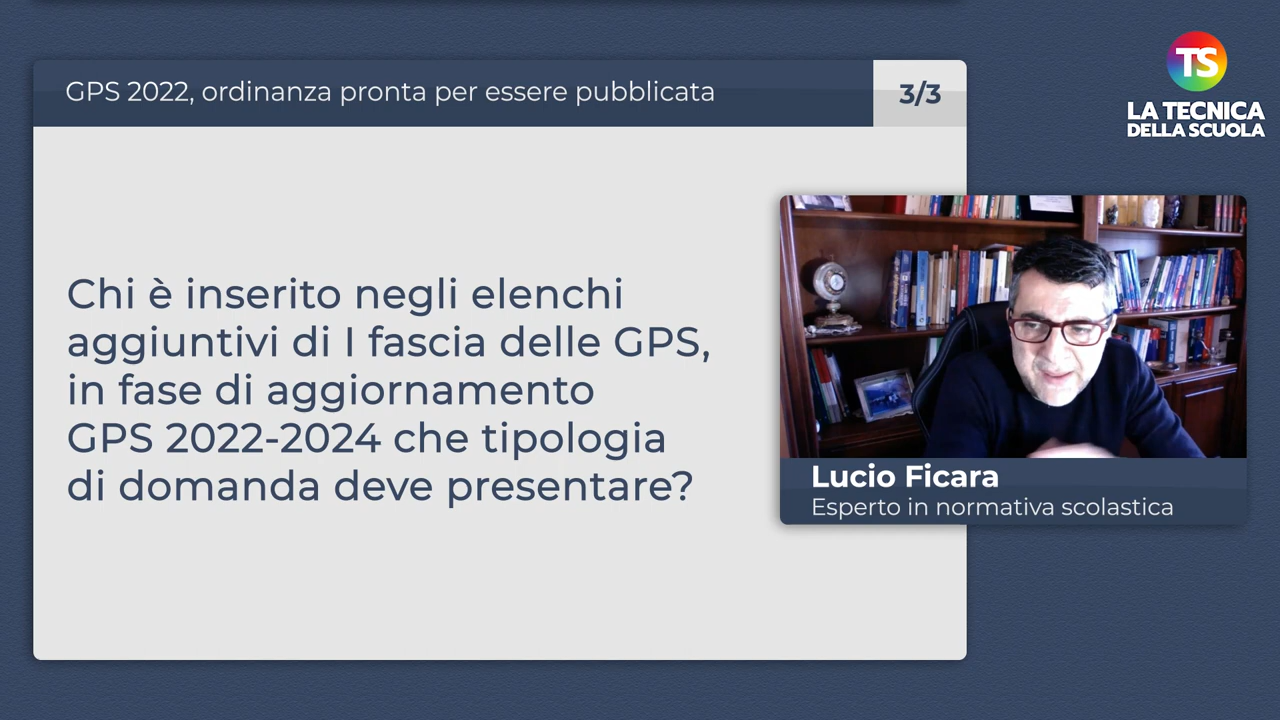 GPS 2022, ordinanza pronta per essere pubblicata
3/3
TS
LA TECNICA
DELLA SCUOLA
Chi è inserito negli elenchi
aggiuntivi di I fascia delle GPS,
in fase di aggiornamento
GPS 2022-2024 che tipologia
di domanda deve presentare?
Lucio Ficara
Esperto in normativa scolastica